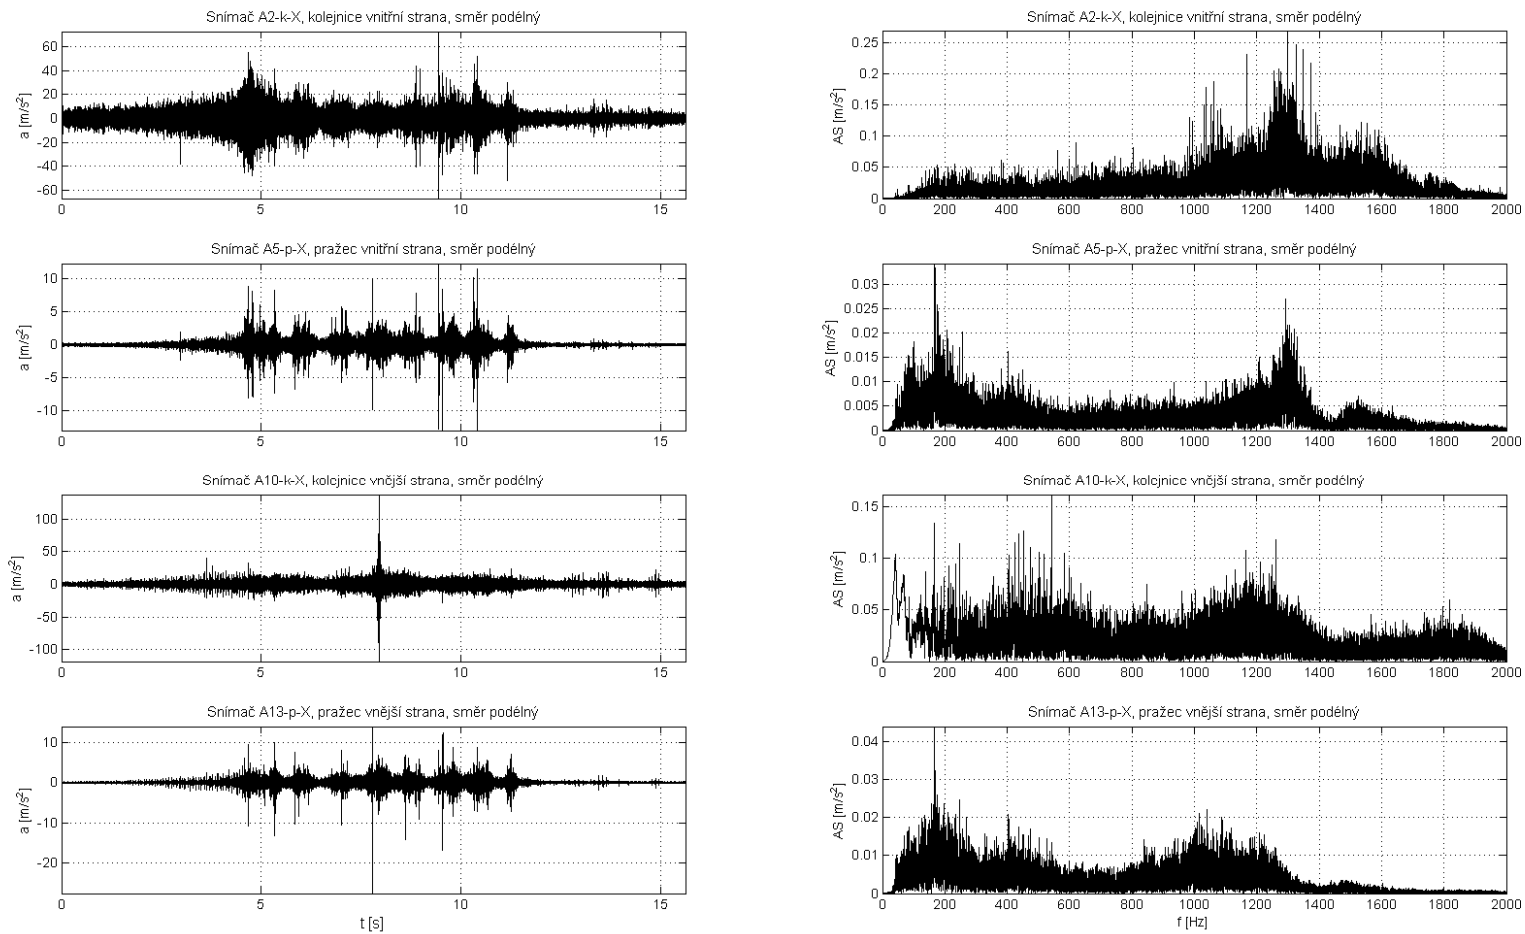 Snímač A2-k-X, kolejnice vnitřní strana, směr podélný
60
40
20
0
-20
-40
-60
a [m/s²]
0 5 10 15
Snímač A2-k-X, kolejnice vnitřní strana, směr podélný
0.25
0.2
0.15
0.1
0.05
0
AS [m/s²]
0 200 400 600 800 1000 1200 1400 1600 1800 2000
Snímač A5-p-X, pražec vnitřní strana, směr podélný
10
5
0
-5
-10
a [m/s²]
0 5 10 15
Snímač A5-p-X, pražec vnitřní strana, směr podélný
0.03
0.025
0.02
0.015
0.01
0.005
0
AS [m/s²]
0 200 400 600 800 1000 1200 1400 1600 1800 2000
Snímač A10-k-X, kolejnice vnější strana, směr podélný
100
50
0
-50
-100
a [m/s²]
0 5 10 15
Snímač A10-k-X, kolejnice vnější strana, směr podélný
0.15
0.1
0.05
0
AS [m/s²]
0 200 400 600 800 1000 1200 1400 1600 1800 2000
Snímač A13-p-X, pražec vnější strana, směr podélný
10
0
-10
-20
a [m/s²]
0 5 10 15
t [s]
Snímač A13-p-X, pražec vnější strana, směr podélný
0.04
0.03
0.02
0.01
0
AS [m/s²]
0 200 400 600 800 1000 1200 1400 1600 1800 2000
f [Hz]